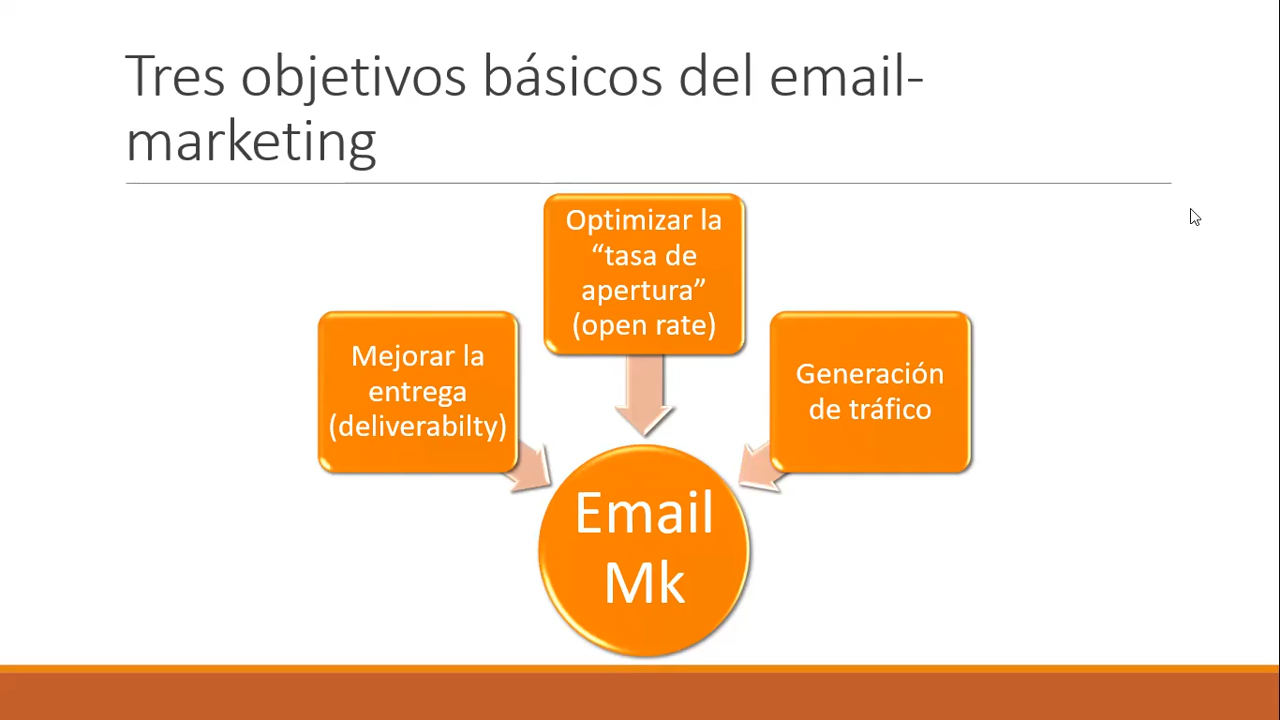 Tres objetivos básicos del email-
marketing
Optimizar la
“tasa de
apertura”
(open rate)
Mejorar la
entrega
(deliverabilty)
Generación
de tráfico
Email
Mk